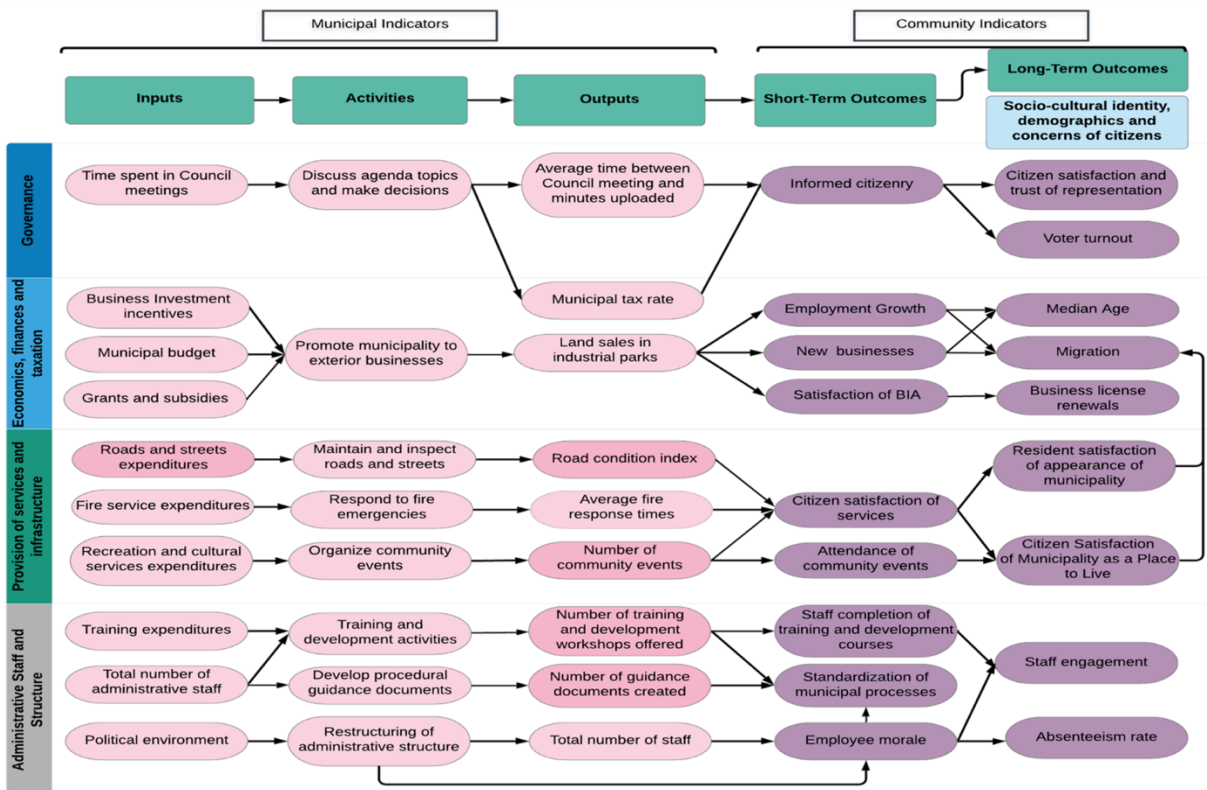 Municipal Indicators
Community Indicators
Inputs
Activities
Outputs
Short-Term Outcomes
Long-Term Outcomes
Socio-cultural identity,
demographics and
concerns of citizens
Governance
Time spent in Council
meetings
Discuss agenda topics
and make decisions
Average time between
Council meeting and
minutes uploaded
Informed citizenry
Citizen satisfaction and
trust of representation
Voter turnout
Municipal tax rate
Economics, finances and
taxation
Business Investment
incentives
Municipal budget
Grants and subsidies
Promote municipality to
exterior businesses
Land sales in
industrial parks
Employment Growth
New businesses
Satisfaction of BIA
Median Age
Migration
Business license
renewals
Provision of services and
infrastructure
Roads and streets
expenditures
Maintain and inspect
roads and streets
Road condition index
Fire service expenditures
Respond to fire
emergencies
Average fire
response times
Recreation and cultural
services expenditures
Organize community
events
Number of
community events
Citizen satisfaction of
services
Attendance of
community events
Resident satisfaction
of appearance of
municipality
Citizen Satisfaction
of Municipality as a Place
to Live
Administrative Staff and
Structure
Training expenditures
Training and
development activities
Number of training
and development
workshops offered
Staff completion of
training and development
courses
Total number of
administrative staff
Develop procedural
guidance documents
Number of guidance
documents created
Standardization of
municipal processes
Staff engagement
Political environment
Restructuring of
administrative structure
Total number of staff
Employee morale
Absenteeism rate